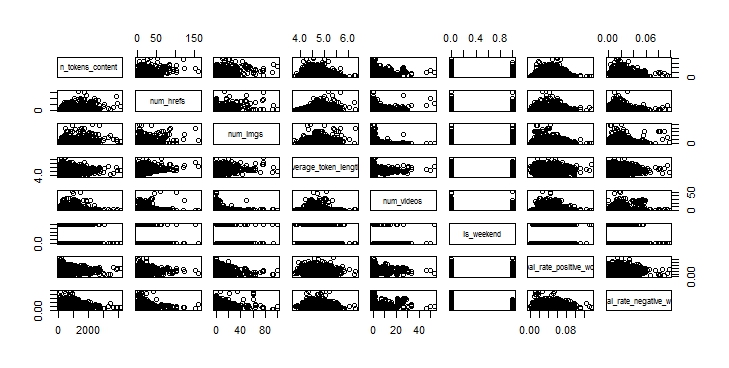 0 50 150
4.0 5.0 6.0
0.0 0.4 0.8
0.00 0.06
n_tokens_content
0
0
num_hrefs
num_imgs
0
4.0
verage_token_lengt
num_videos
0 50
0.0
is_weekend
al_rate_positive_wo
0.00
0.00
al_rate_negative_w
0 2000
0 40 80
0 20 40
0.00 0.08